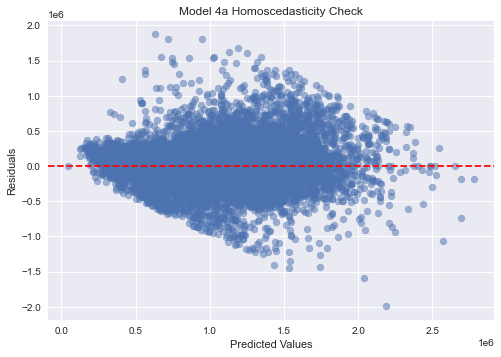 Model 4a Homoscedasticity Check
1e6
2.0
1.5
1.0
0.5
0.0
−0.5
−1.0
−1.5
−2.0
Residuals
0.0 0.5 1.0 1.5 2.0 2.5
1e6
Predicted Values